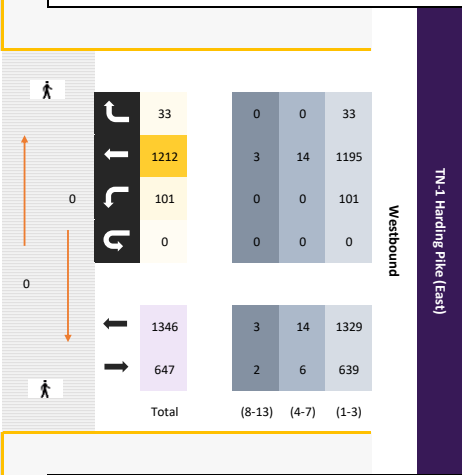 33 0 0 33
1212 3 14 1195
0 101 0 0 101
0 0 0 0
0
1346 3 14 1329
647 2 6 639
Total (8-13) (4-7) (1-3)
Westbound
TN-1 Harding Pike (East)